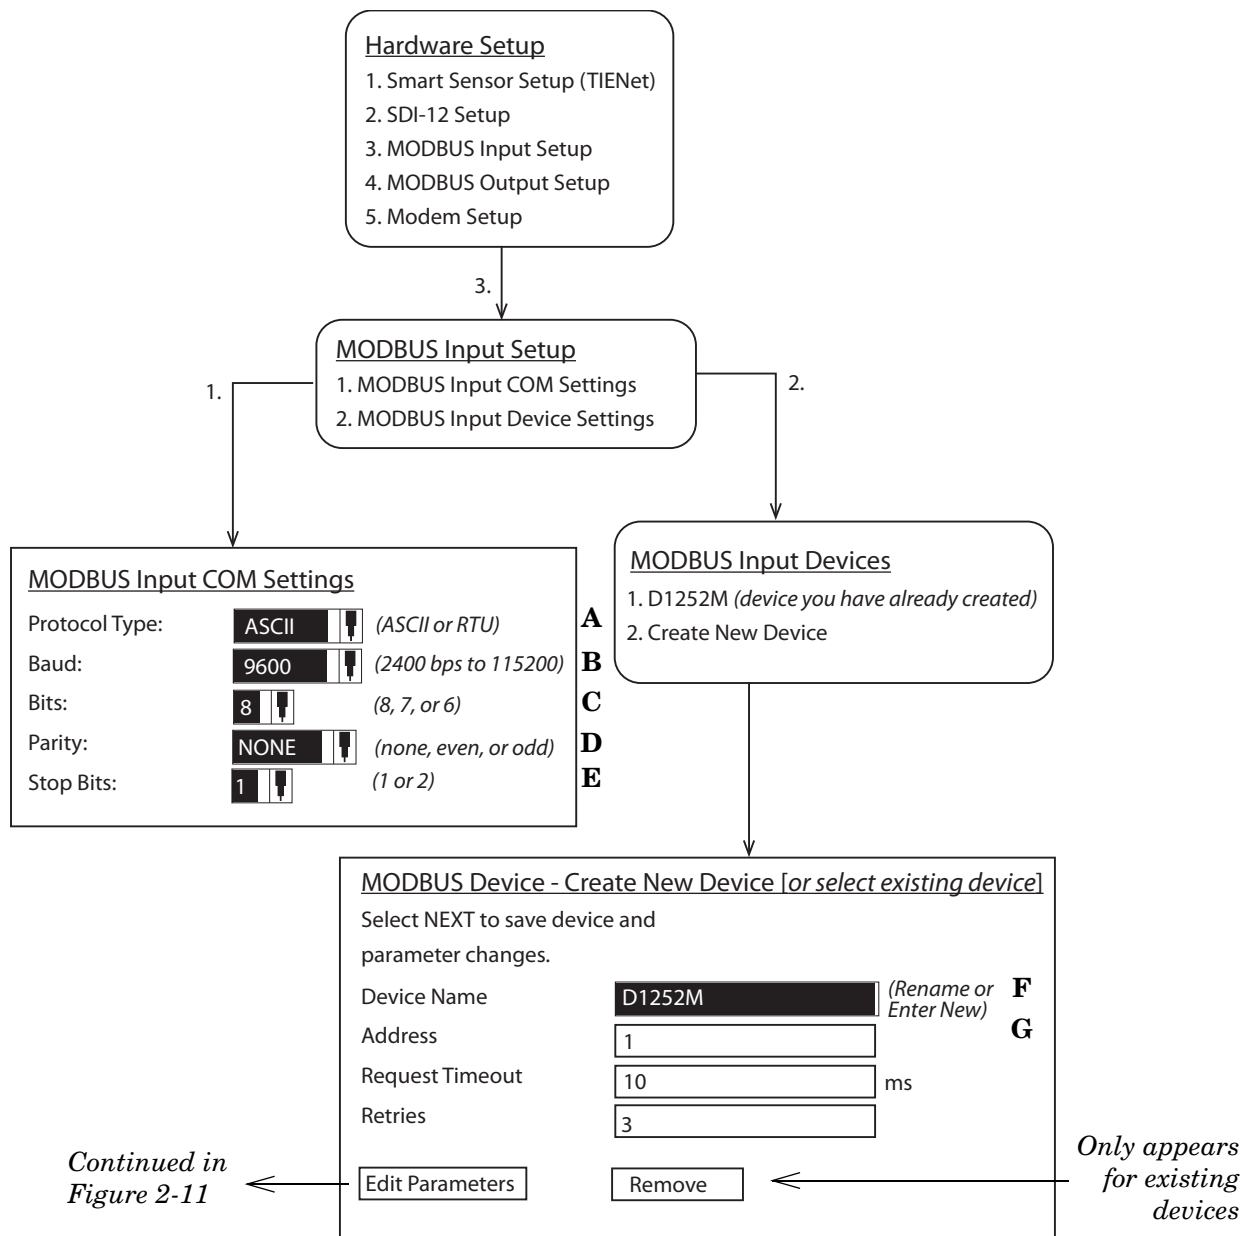 Hardware Setup
1. Smart Sensor Setup (TIENet)
2. SDI-12 Setup
3. MODBUS Input Setup
4. MODBUS Output Setup
5. Modem Setup
3.
MODBUS Input Setup
1. MODBUS Input COM Settings
2. MODBUS Input Device Settings
1.
2.
MODBUS Input COM Settings
Protocol Type: ASCII (ASCII or RTU) A
Baud: 9600 (2400 bps to 115200) B
Bits: 8 (8, 7, or 6) C
Parity: NONE (none, even, or odd) D
Stop Bits: 1 (1 or 2) E
MODBUS Input Devices
1. D1252M (device you have already created)
2. Create New Device
MODBUS Device - Create New Device [or select existing device]
Select NEXT to save device and
parameter changes.
Device Name D1252M (Rename or Enter New) F
Address 1 G
Request Timeout 10 ms
Retries 3
Edit Parameters Remove
Continued in
Figure 2-11
Only appears
for existing
devices